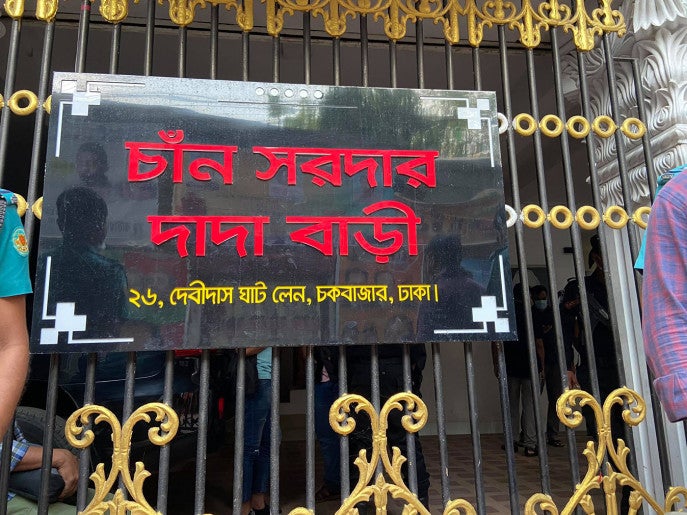 চাঁন সরদার
দাদা বাড়ী
২৬, দেবীদাস ঘাট লেন, চকবাজার, ঢাকা।